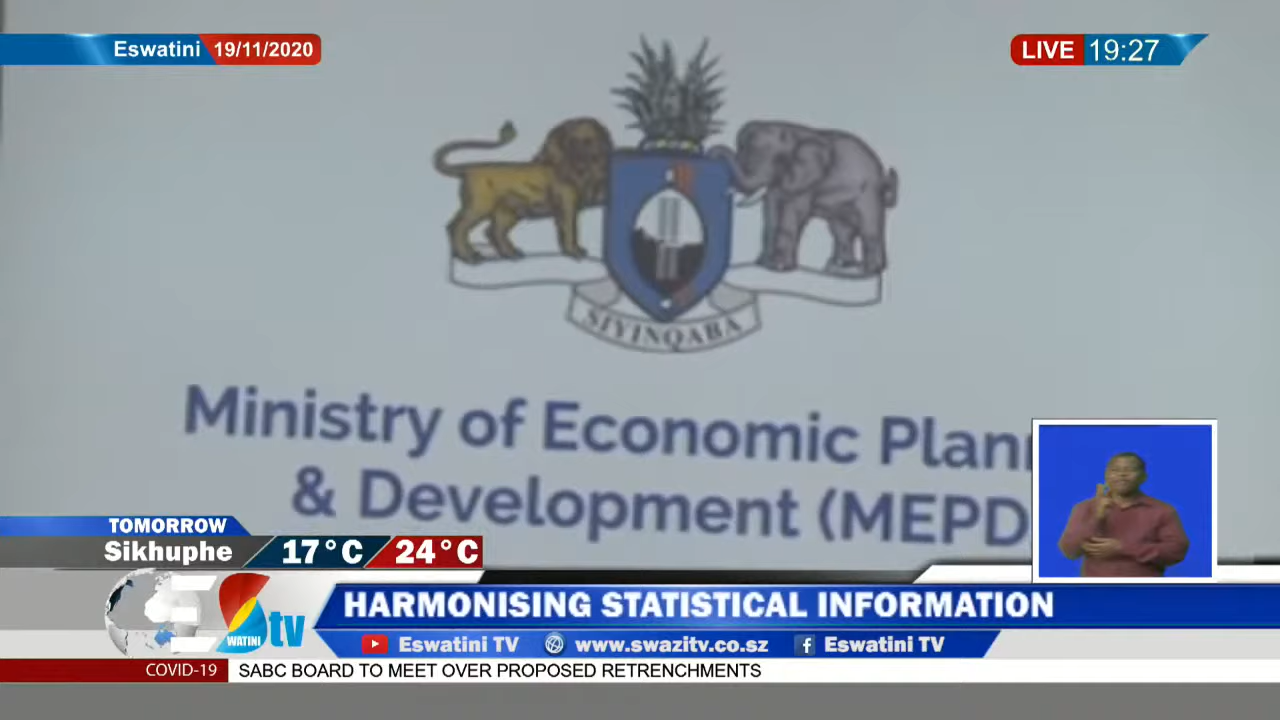 Eswatini 19/11/2020
LIVE 19:27
SIYINQABA
Ministry of Economic Plann
& Development (MEPD
TOMORROW
Sikhuphe 17°C 24°C
E WATINI tv
HARMONISING STATISTICAL INFORMATION
Eswatini TV www.swazitv.co.sz Eswatini TV
COVID-19 SABC BOARD TO MEET OVER PROPOSED RETRENCHMENTS